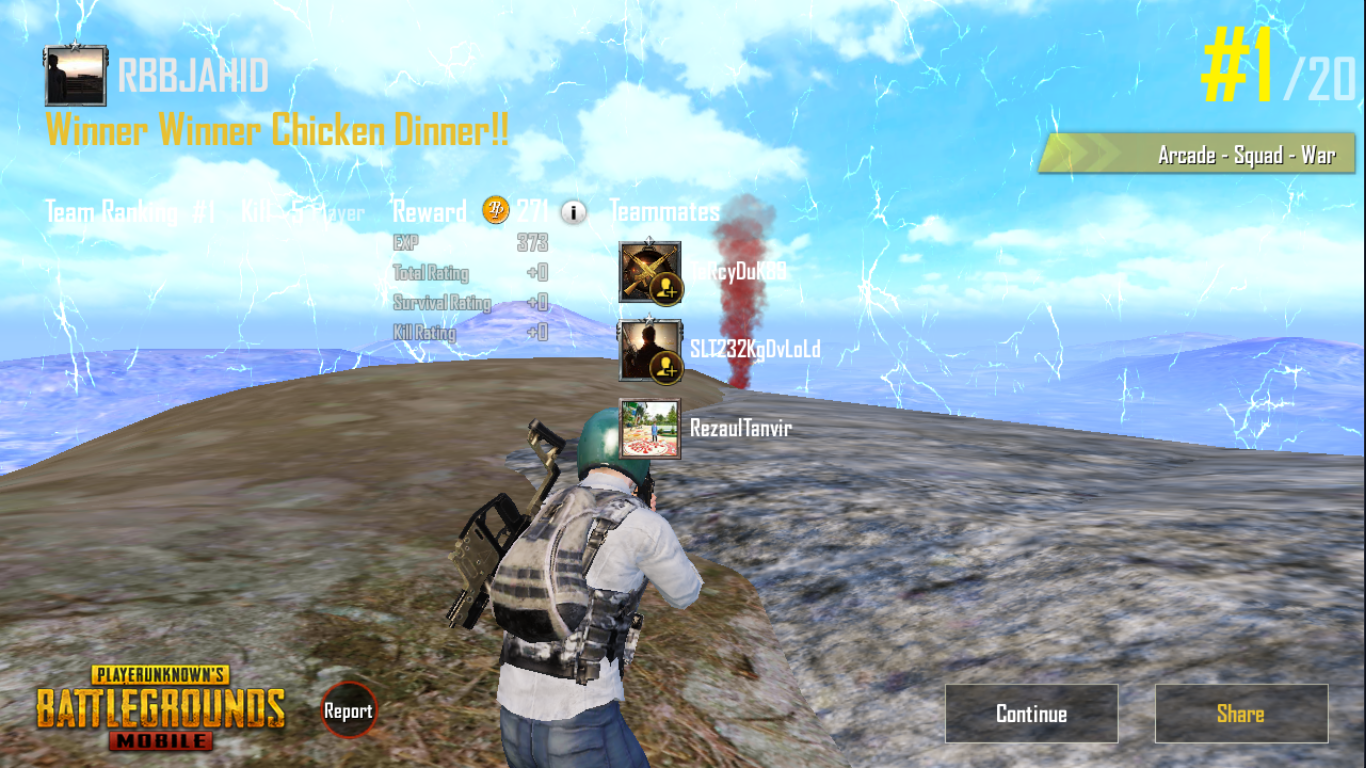 RBBJAHID
#1/20
Winner Winner Chicken Dinner!!
Arcade - Squad - War
Team Ranking #1 Kill 5 Player
Reward 271 i
Teammates
EXP 373
Total Rating +0
Survival Rating +0
Kill Rating +0
SLT232KgDvLoLd
RezaulTanvir
PLAYERUNKNOWN'S
BATTLEGROUNDS
MOBILE
Report
Continue
Share